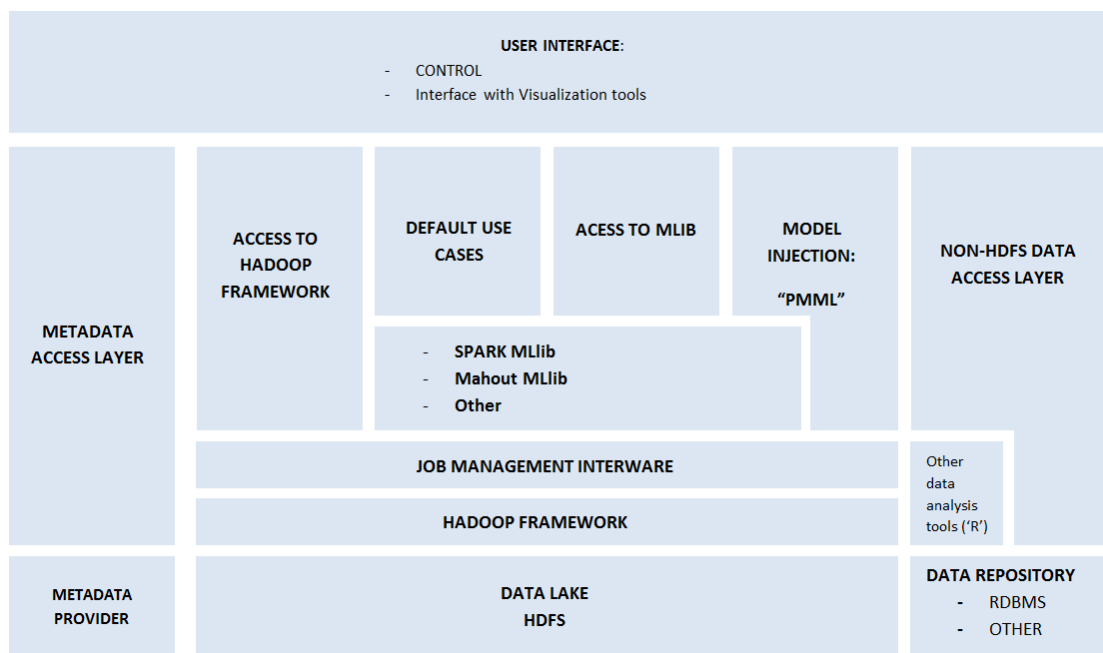 USER INTERFACE:
- CONTROL
- Interface with Visualization tools
METADATA
ACCESS LAYER
ACCESS TO
HADOOP
FRAMEWORK
DEFAULT USE
CASES
ACESS TO MLIB
MODEL
INJECTION:
“PMML”
NON-HDFS DATA
ACCESS LAYER
- SPARK MLlib
- Mahout MLlib
- Other
JOB MANAGEMENT INTERWARE
HADOOP FRAMEWORK
Other
data
analysis
tools (‘R’)
METADATA
PROVIDER
DATA LAKE
HDFS
DATA REPOSITORY
- RDBMS
- OTHER